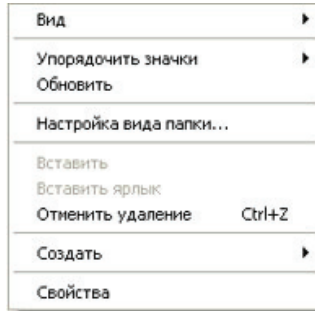 Вид
Упорядочить значки
Обновить
Настройка вида папки...
Вставить
Вставить ярлык
Отменить удаление Ctrl+Z
Создать
Свойства